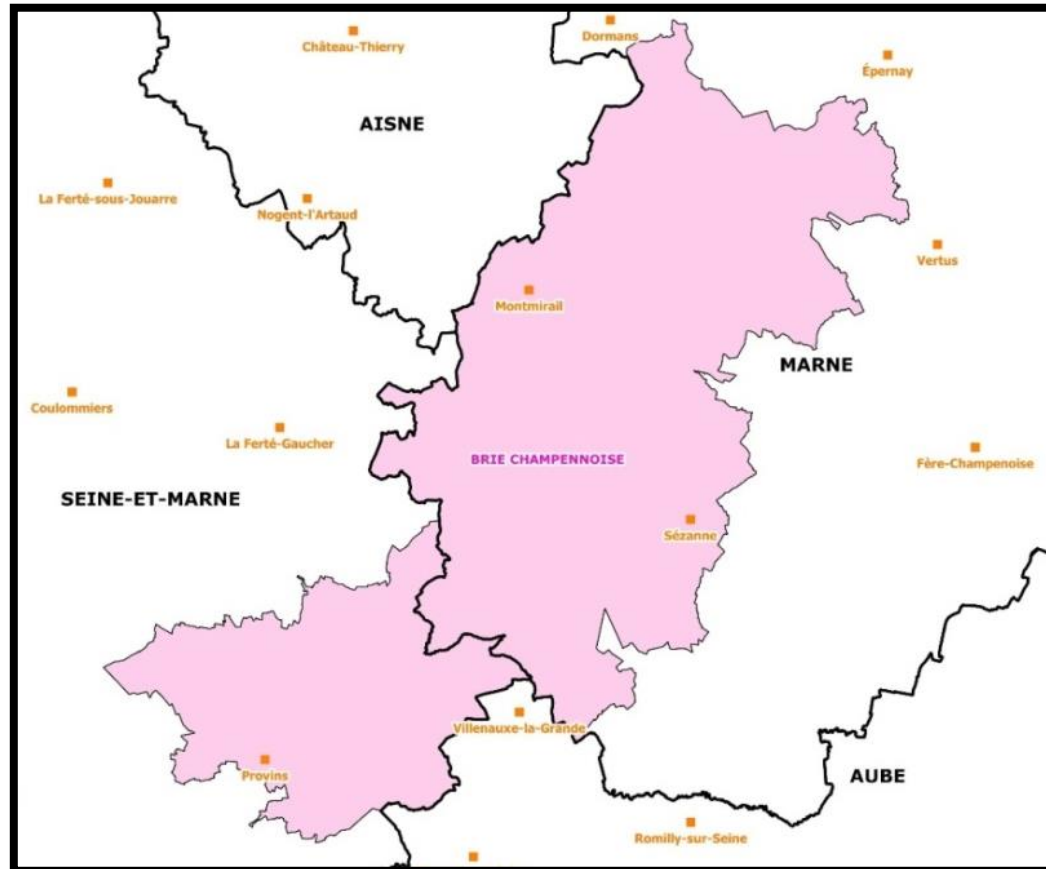 Dormans
Château-Thierry
Épernay
AISNE
La Ferté-sous-Jouarre
Nogent-l'Artaud
Vertus
Montmirail
MARNE
Coulommiers
La Ferté-Gaucher
BRIE CHAMPENNOISE
Fère-Champenoise
SEINE-ET-MARNE
Sézanne
Villenauxe-la-Grande
Provins
AUBE
Romilly-sur-Seine